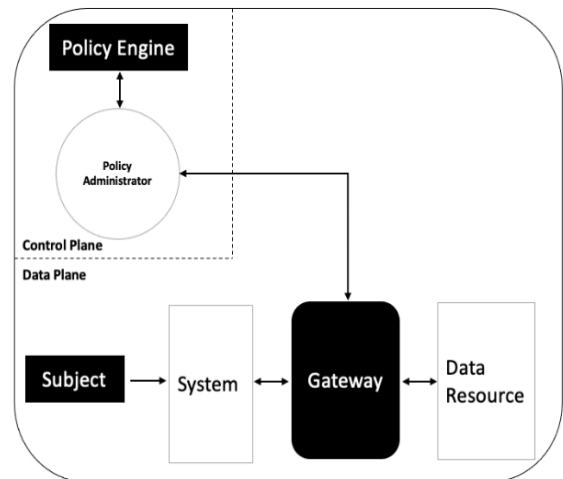 Policy Engine
Policy
Administrator
Control Plane
Data Plane
Subject
System
Gateway
Data
Resource